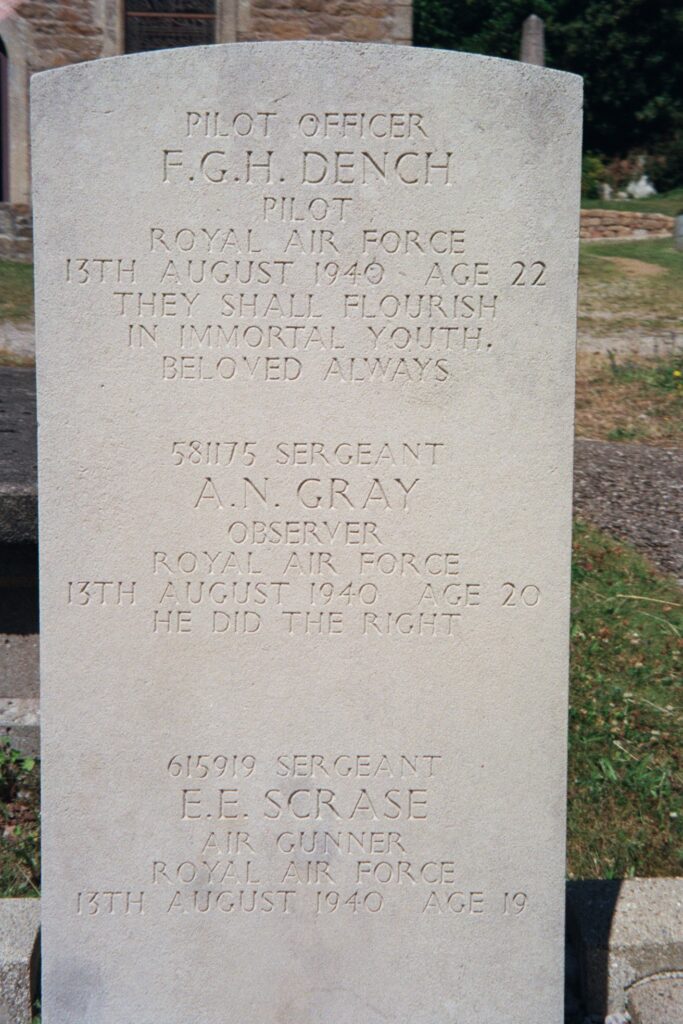 PILOT OFFICER
F.G.H. DENCH
PILOT
ROYAL AIR FORCE
13TH AUGUST 1940 AGE 22
THEY SHALL FLOURISH
IN IMMORTAL YOUTH.
BELOVED ALWAYS
581175 SERGEANT
A.N. GRAY
OBSERVER
ROYAL AIR FORCE
13TH AUGUST 1940 AGE 20
HE DID THE RIGHT
615919 SERGEANT
E.E. SCRASE
AIR GUNNER
ROYAL AIR FORCE
13TH AUGUST 1940 AGE 19